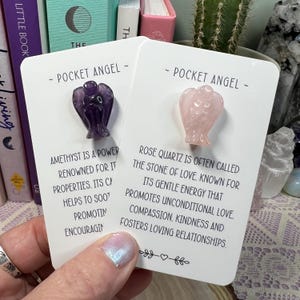 LITTLE BOOK
THE
- POCKET ANGEL -
AMETHYST IS A POWER
RENOWNED FOR IT
PROPERTIES. ITS CA
HELPS TO SOO
PROMOTIN
ENCOURAGIN
- POCKET ANGEL -
ROSE QUARTZ IS OFTEN CALLED
THE STONE OF LOVE, KNOWN FOR
ITS GENTLE ENERGY THAT
PROMOTES UNCONDITIONAL LOVE,
COMPASSION, KINDNESS AND
FOSTERS LOVING RELATIONSHIPS.